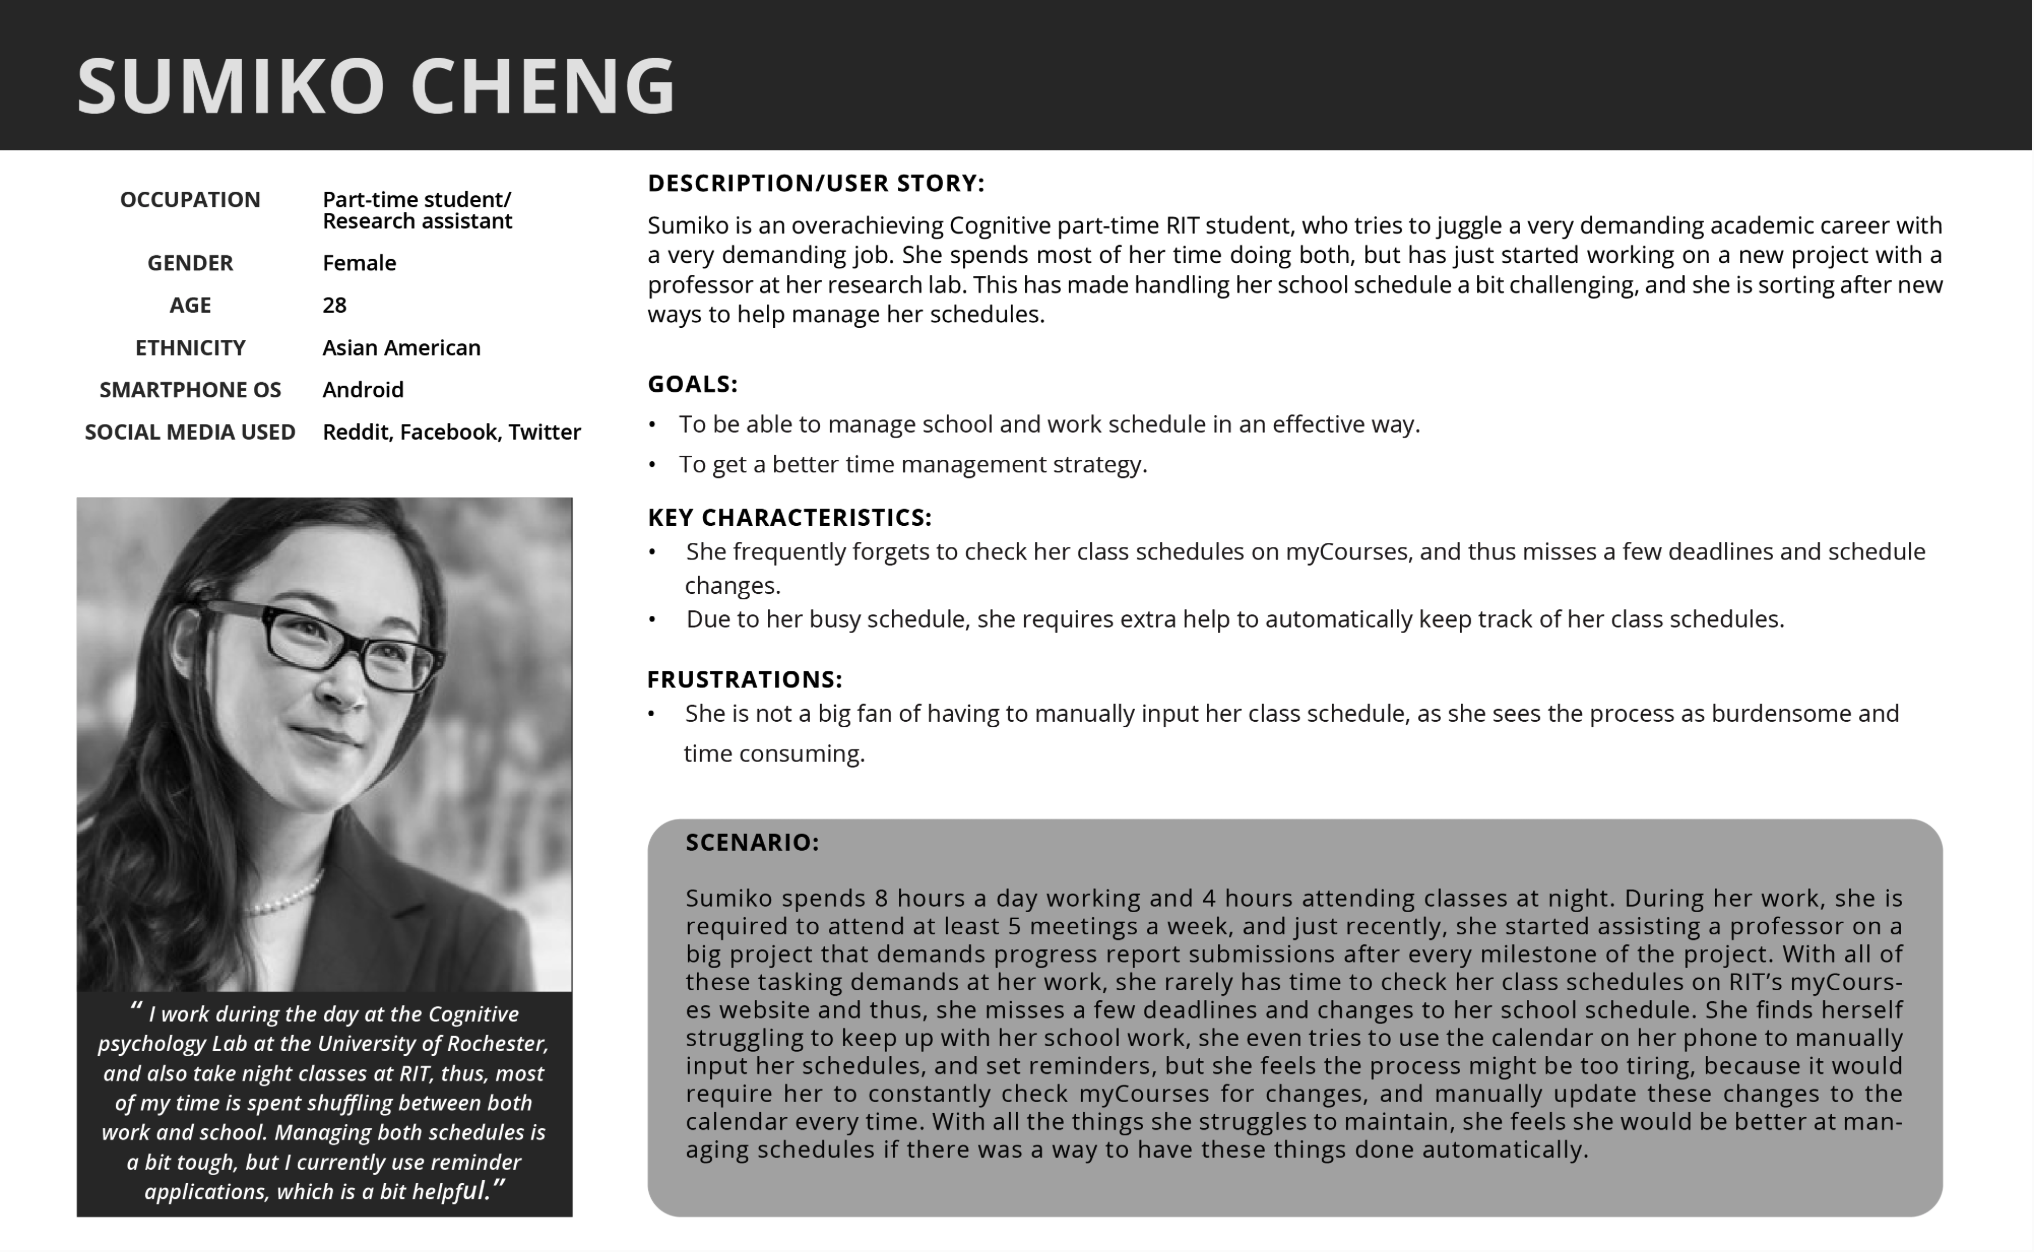 SUMIKO CHENG
OCCUPATION Part-time student/
Research assistant
GENDER Female
AGE 28
ETHNICITY Asian American
SMARTPHONE OS Android
SOCIAL MEDIA USED Reddit, Facebook, Twitter
“ I work during the day at the Cognitive
psychology Lab at the University of Rochester,
and also take night classes at RIT, thus, most
of my time is spent shuffling between both
work and school. Managing both schedules is
a bit tough, but I currently use reminder
applications, which is a bit helpful.”
DESCRIPTION/USER STORY:
Sumiko is an overachieving Cognitive part-time RIT student, who tries to juggle a very demanding academic career with
a very demanding job. She spends most of her time doing both, but has just started working on a new project with a
professor at her research lab. This has made handling her school schedule a bit challenging, and she is sorting after new
ways to help manage her schedules.
GOALS:
• To be able to manage school and work schedule in an effective way.
• To get a better time management strategy.
KEY CHARACTERISTICS:
• She frequently forgets to check her class schedules on myCourses, and thus misses a few deadlines and schedule
changes.
• Due to her busy schedule, she requires extra help to automatically keep track of her class schedules.
FRUSTRATIONS:
• She is not a big fan of having to manually input her class schedule, as she sees the process as burdensome and
time consuming.
SCENARIO:
Sumiko spends 8 hours a day working and 4 hours attending classes at night. During her work, she is
required to attend at least 5 meetings a week, and just recently, she started assisting a professor on a
big project that demands progress report submissions after every milestone of the project. With all of
these tasking demands at her work, she rarely has time to check her class schedules on RIT’s myCours-
es website and thus, she misses a few deadlines and changes to her school schedule. She finds herself
struggling to keep up with her school work, she even tries to use the calendar on her phone to manually
input her schedules, and set reminders, but she feels the process might be too tiring, because it would
require her to constantly check myCourses for changes, and manually update these changes to the
calendar every time. With all the things she struggles to maintain, she feels she would be better at man-
aging schedules if there was a way to have these things done automatically.